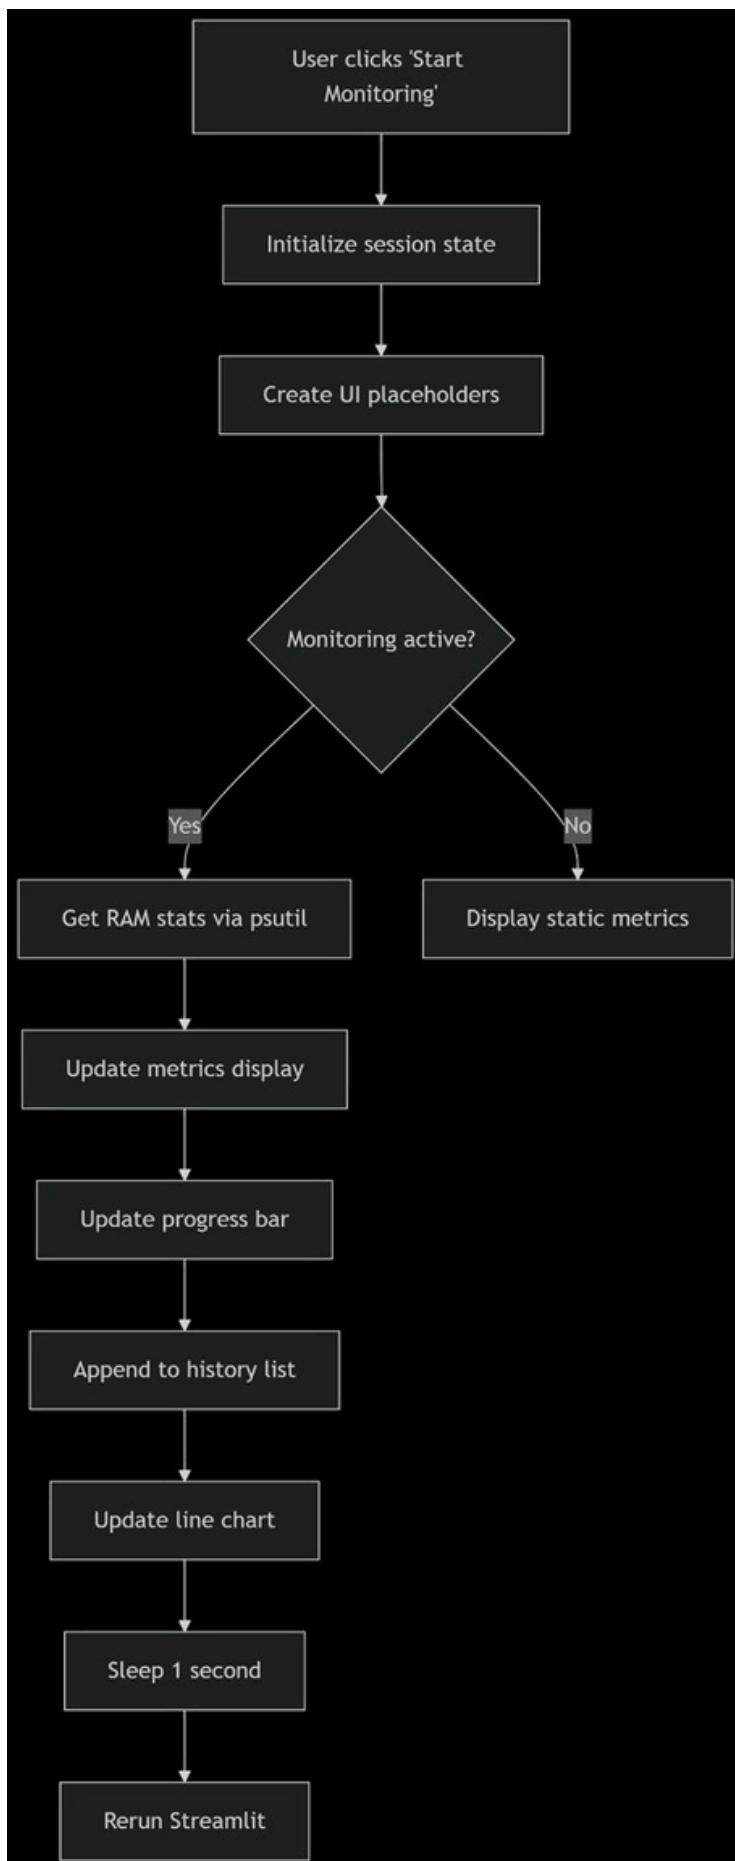 User clicks 'Start
Monitoring'
Initialize session state
Create UI placeholders
Monitoring active?
Yes
No
Get RAM stats via psutil
Display static metrics
Update metrics display
Update progress bar
Append to history list
Update line chart
Sleep 1 second
Rerun Streamlit